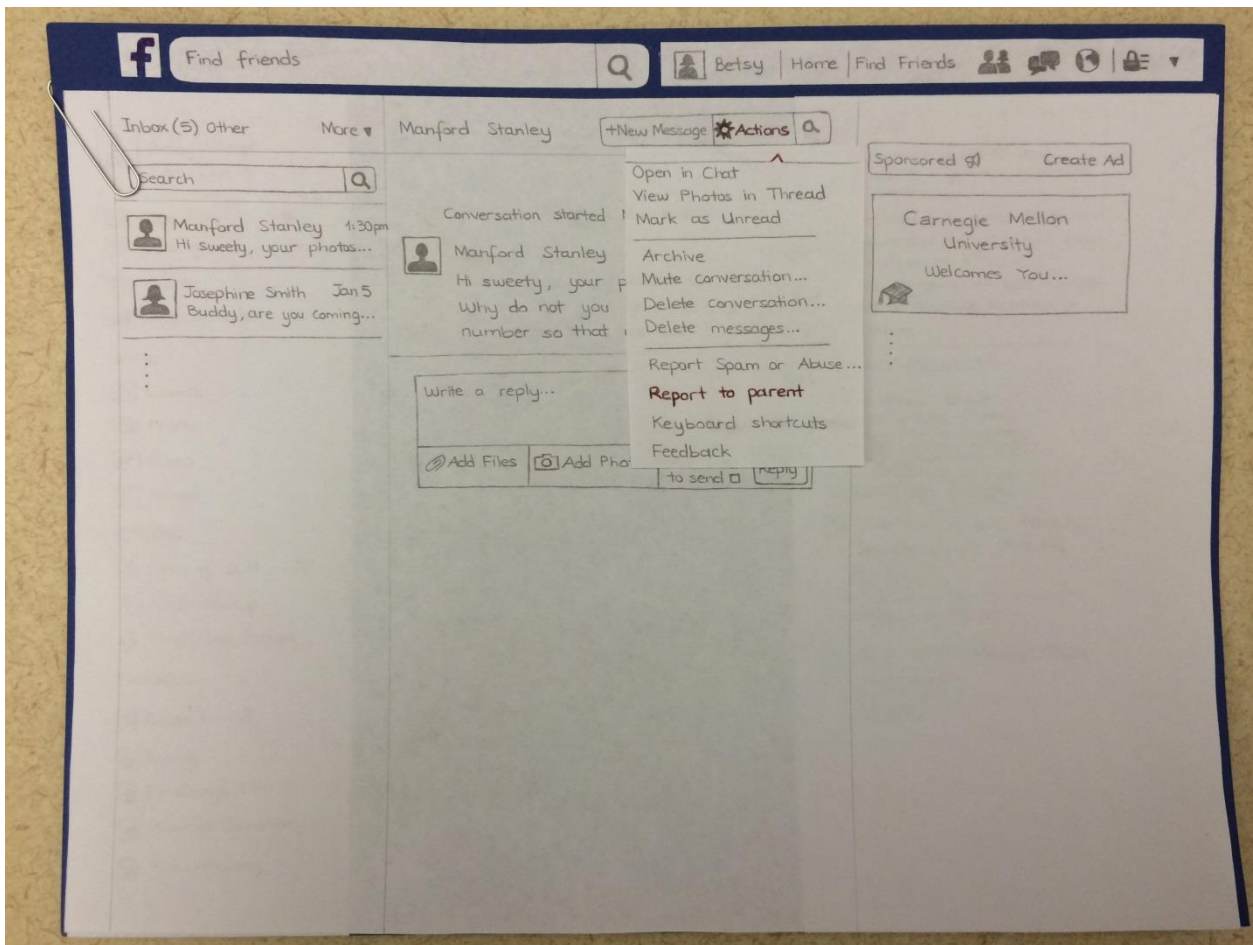 f
Find friends
Betsy | Home | Find Friends
Inbox (5) Other More ▼
Search
Manford Stanley 1:30pm
Hi sweety, your photos...
Josephine Smith Jan 5
Buddy, are you coming...
Manford Stanley
+New Message Actions
Conversation started
Manford Stanley
Hi sweety, your p
Why do not you
number so that
Write a reply...
Add Files Add Pho
to send Reply
Open in Chat
View Photos in Thread
Mark as Unread
Archive
Mute conversation...
Delete conversation...
Delete messages...
Report Spam or Abuse...
Report to parent
Keyboard shortcuts
Feedback
Sponsored Create Ad
Carnegie Mellon
University
Welcomes You...